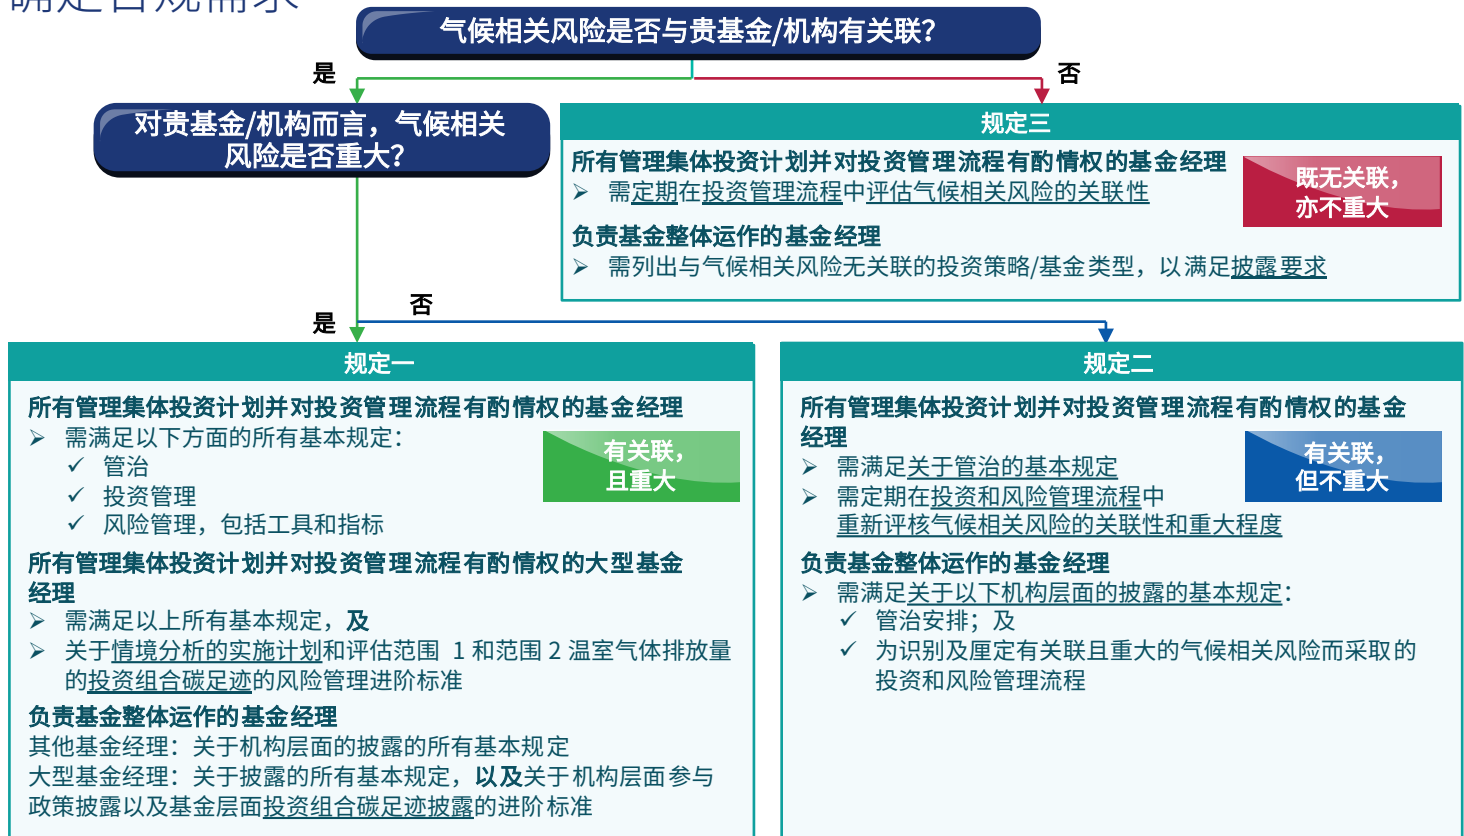 确定合规需求
气候相关风险是否与贵基金/机构有关联？
是
否
对贵基金/机构而言，气候相关
风险是否重大？
规定三
所有管理集体投资计划并对投资管理流程有酌情权的基金经理
➢ 需定期在投资管理流程中评估气候相关风险的关联性
既无关联，
亦不重大
负责基金整体运作的基金经理
➢ 需列出与气候相关风险无关联的投资策略/基金类型，以满足披露要求
否
是
规定一
所有管理集体投资计划并对投资管理流程有酌情权的基金经理
➢ 需满足以下方面的所有基本规定：
✓ 管治
✓ 投资管理
✓ 风险管理，包括工具和指标
有关联，
且重大
所有管理集体投资计划并对投资管理流程有酌情权的大型基金
经理
➢ 需满足以上所有基本规定，及
➢ 关于情境分析的实施计划和评估范围 1 和范围 2 温室气体排放量
的投资组合碳足迹的风险管理进阶标准
负责基金整体运作的基金经理
其他基金经理：关于机构层面的披露的所有基本规定
大型基金经理：关于披露的所有基本规定，以及关于机构层面参与
政策披露以及基金层面投资组合碳足迹披露的进阶标准
规定二
所有管理集体投资计划并对投资管理流程有酌情权的基金
经理
➢ 需满足关于管治的基本规定
➢ 需定期在投资和风险管理流程中
重新评核气候相关风险的关联性和重大程度
有关联，
但不重大
负责基金整体运作的基金经理
➢ 需满足关于以下机构层面的披露的基本规定：
✓ 管治安排；及
✓ 为识别及厘定有关联且重大的气候相关风险而采取的
投资和风险管理流程